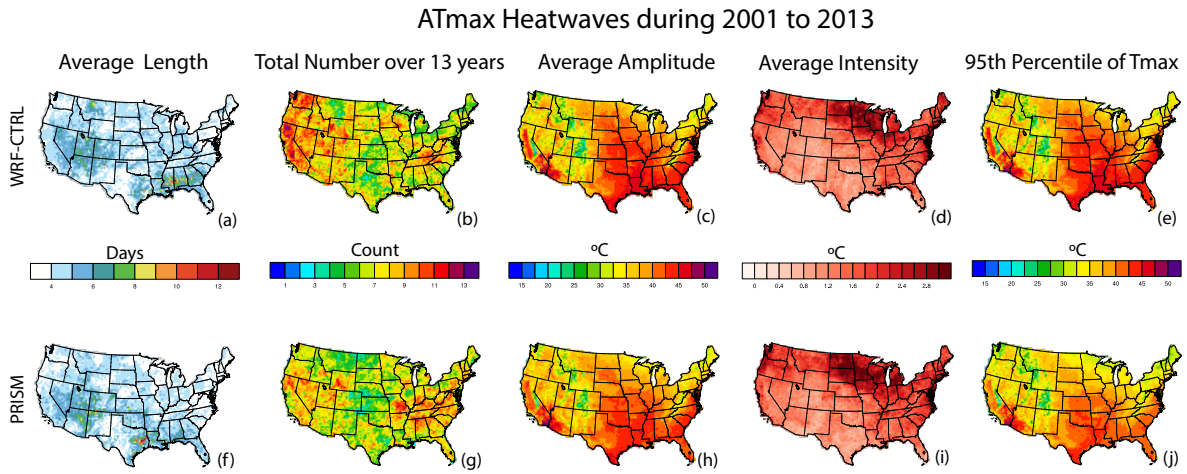 ATmax Heatwaves during 2001 to 2013
Average Length
Total Number over 13 years
Average Amplitude
Average Intensity
95th Percentile of Tmax
WRF-CTRL
(a)
(b)
(c)
(d)
(e)
Days
Count
ºC
ºC
ºC
4 6 8 10 12
1 3 5 7 9 11 13
15 20 25 30 35 40 45 50
0 0.4 0.8 1.2 1.6 2 2.4 2.8
15 20 25 30 35 40 45 50
PRISM
(f)
(g)
(h)
(i)
(j)